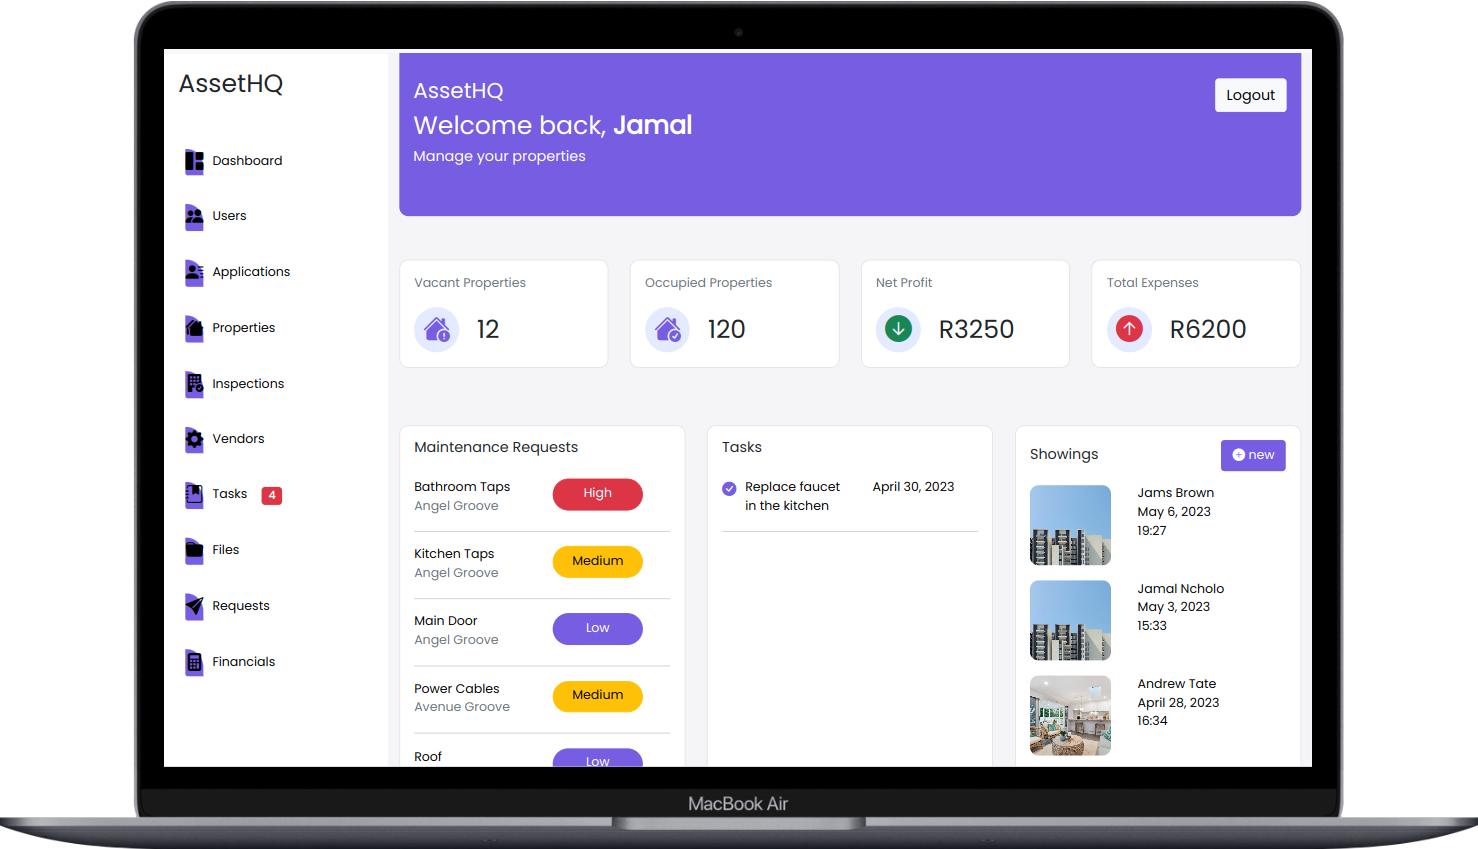 AssetHQ
Dashboard
Users
Applications
Properties
Inspections
Vendors
Tasks 4
Files
Requests
Financials
AssetHQ
Welcome back, Jamal
Manage your properties
Logout
Vacant Properties
12
Occupied Properties
120
Net Profit
R3250
Total Expenses
R6200
Maintenance Requests
Bathroom Taps
Angel Groove
High
Kitchen Taps
Angel Groove
Medium
Main Door
Angel Groove
Low
Power Cables
Avenue Groove
Medium
Roof
Low
Tasks
Replace faucet
in the kitchen
April 30, 2023
Showings
new
Jams Brown
May 6, 2023
19:27
Jamal Ncholo
May 3, 2023
15:33
Andrew Tate
April 28, 2023
16:34
MacBook Air